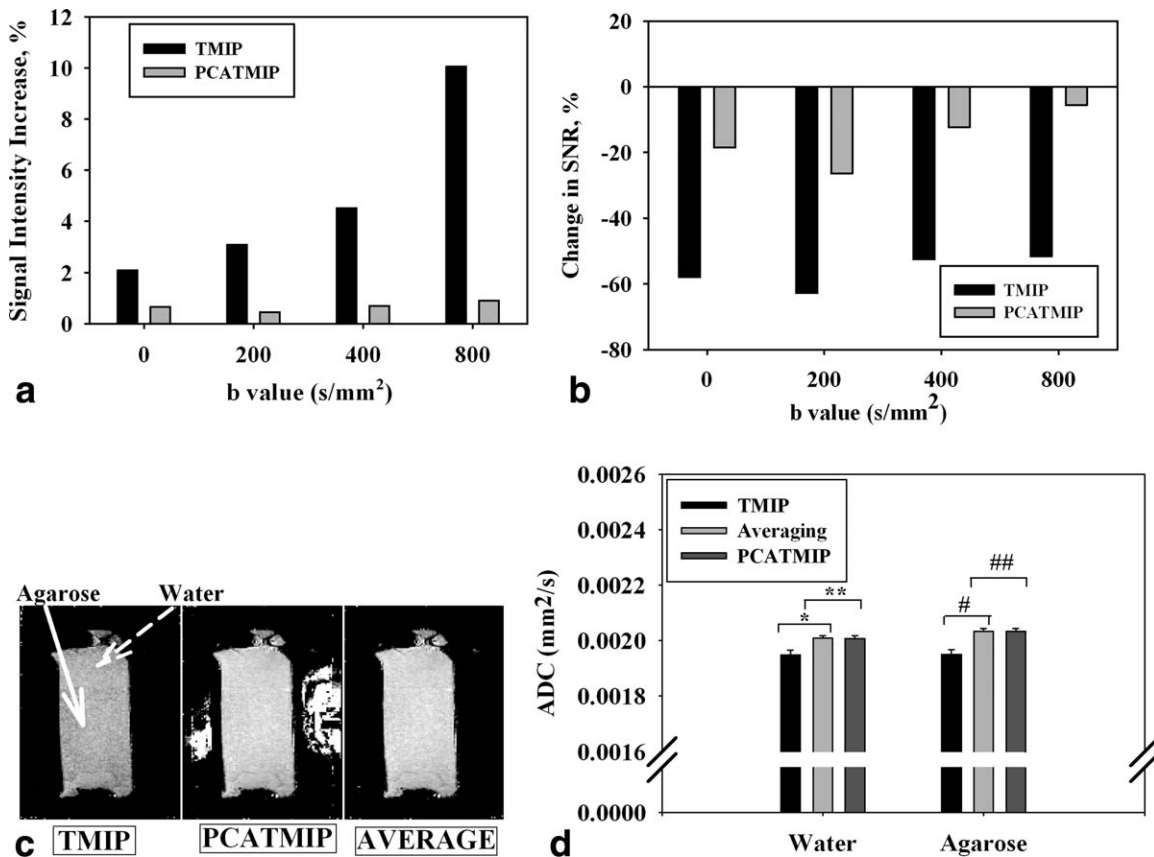 12
10
8
6
4
2
0
Signal Intensity Increase, %
TMIP
PCATMIP
0 200 400 800
b value (s/mm²)
a
20
0
-20
-40
-60
-80
Change in SNR, %
TMIP
PCATMIP
0 200 400 800
b value (s/mm²)
b
Agarose Water
TMIP PCATMIP AVERAGE
c
0.0026
0.0024
0.0022
0.0020
0.0018
0.0016
0.0000
ADC (mm²/s)
TMIP
Averaging
PCATMIP
**
*
##
#
Water Agarose
d